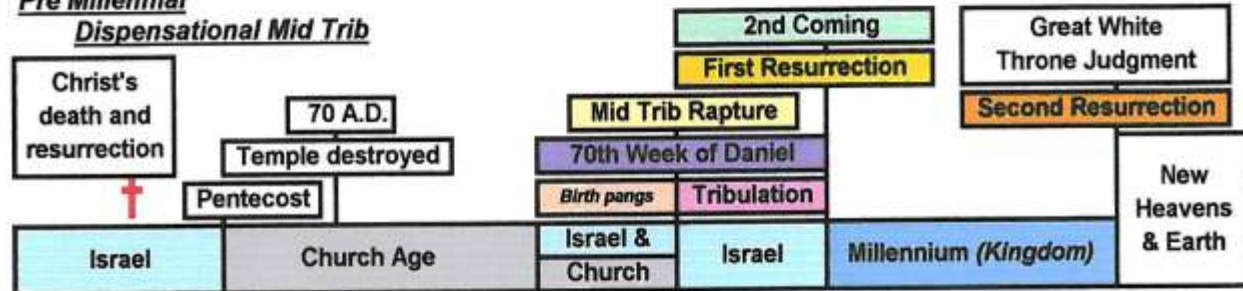 Pre Millennial
Dispensational Mid Trib
Christ's
death and
resurrection
70 A.D.
Temple destroyed
Pentecost
2nd Coming
First Resurrection
Mid Trib Rapture
70th Week of Daniel
Birth pangs
Tribulation
Great White
Throne Judgment
Second Resurrection
Israel
Church Age
Israel &
Church
Israel
Millennium (Kingdom)
New
Heavens
& Earth